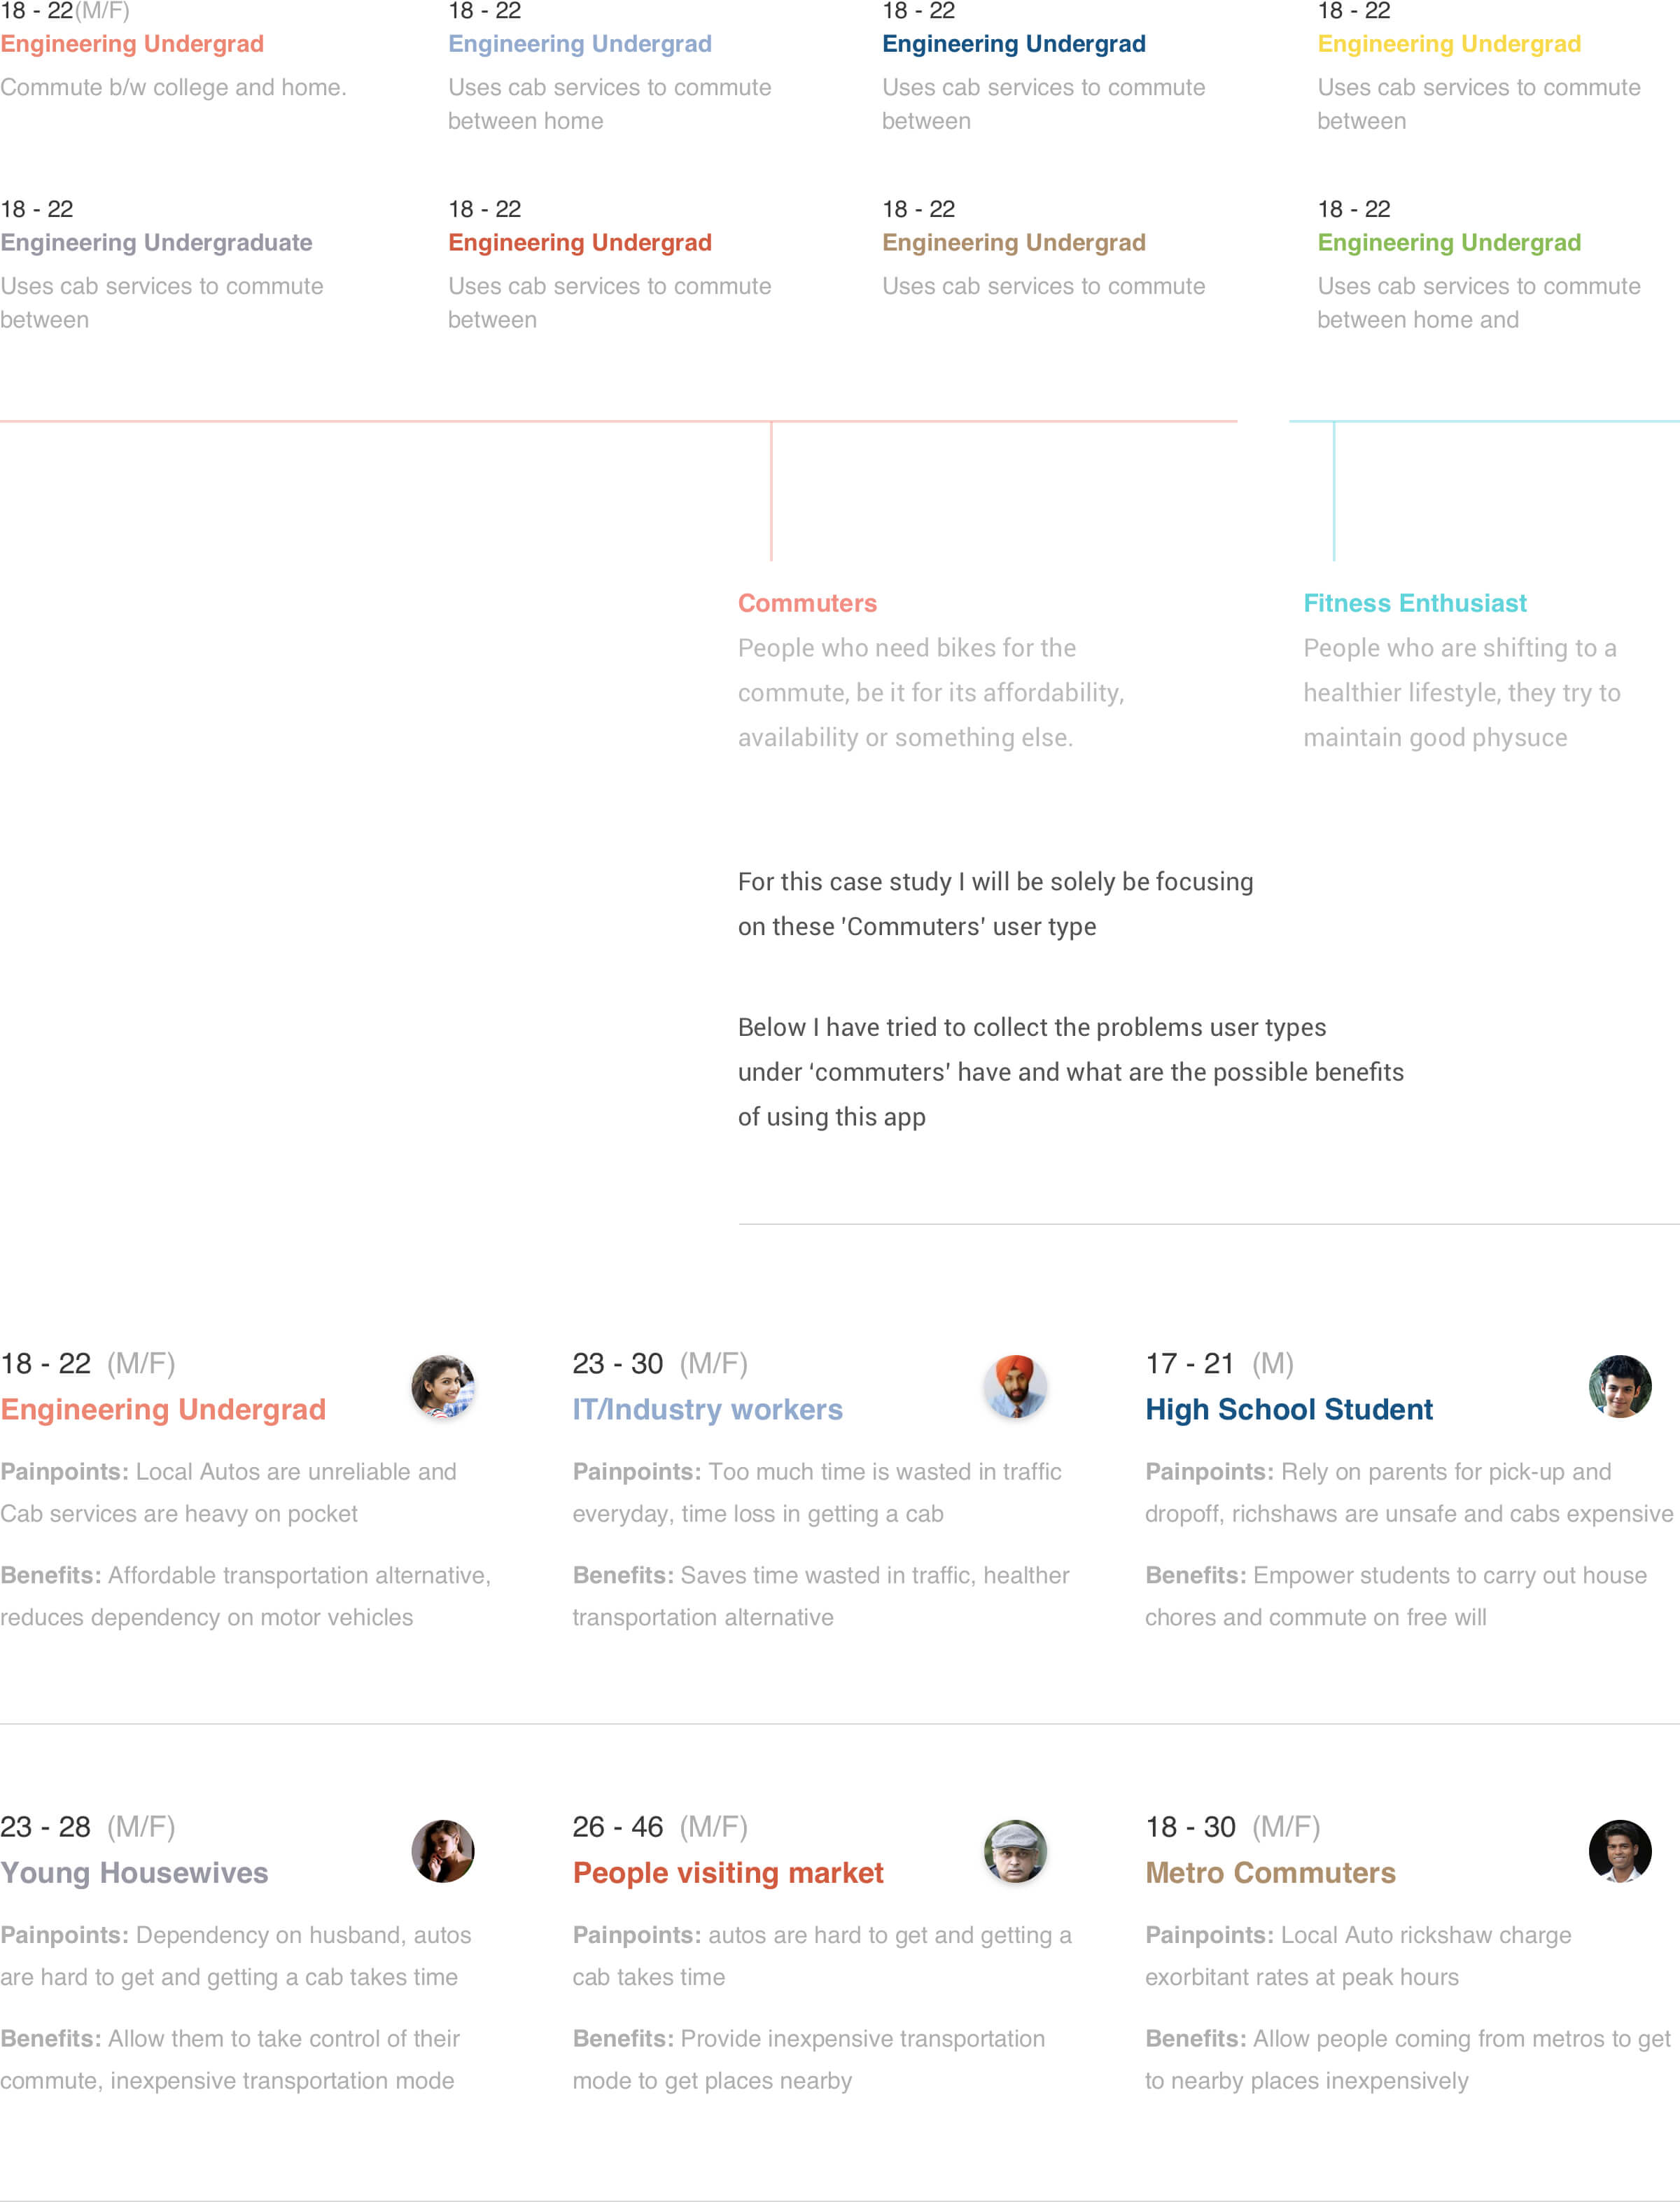 18 - 22(M/F)
Engineering Undergrad
Commute b/w college and home.
18 - 22
Engineering Undergrad
Uses cab services to commute
between home
18 - 22
Engineering Undergrad
Uses cab services to commute
between
18 - 22
Engineering Undergrad
Uses cab services to commute
between
18 - 22
Engineering Undergraduate
Uses cab services to commute
between
18 - 22
Engineering Undergrad
Uses cab services to commute
between
18 - 22
Engineering Undergrad
Uses cab services to commute
18 - 22
Engineering Undergrad
Uses cab services to commute
between home and
Commuters
People who need bikes for the
commute, be it for its affordability,
availability or something else.
Fitness Enthusiast
People who are shifting to a
healthier lifestyle, they try to
maintain good physuce
For this case study I will be solely be focusing
on these 'Commuters' user type
Below I have tried to collect the problems user types
under ‘commuters’ have and what are the possible benefits
of using this app
18 - 22 (M/F)
Engineering Undergrad
Painpoints: Local Autos are unreliable and
Cab services are heavy on pocket
Benefits: Affordable transportation alternative,
reduces dependency on motor vehicles
23 - 30 (M/F)
IT/Industry workers
Painpoints: Too much time is wasted in traffic
everyday, time loss in getting a cab
Benefits: Saves time wasted in traffic, healther
transportation alternative
17 - 21 (M)
High School Student
Painpoints: Rely on parents for pick-up and
dropoff, richshaws are unsafe and cabs expensive
Benefits: Empower students to carry out house
chores and commute on free will
23 - 28 (M/F)
Young Housewives
Painpoints: Dependency on husband, autos
are hard to get and getting a cab takes time
Benefits: Allow them to take control of their
commute, inexpensive transportation mode
26 - 46 (M/F)
People visiting market
Painpoints: autos are hard to get and getting a
cab takes time
Benefits: Provide inexpensive transportation
mode to get places nearby
18 - 30 (M/F)
Metro Commuters
Painpoints: Local Auto rickshaw charge
exorbitant rates at peak hours
Benefits: Allow people coming from metros to get
to nearby places inexpensively